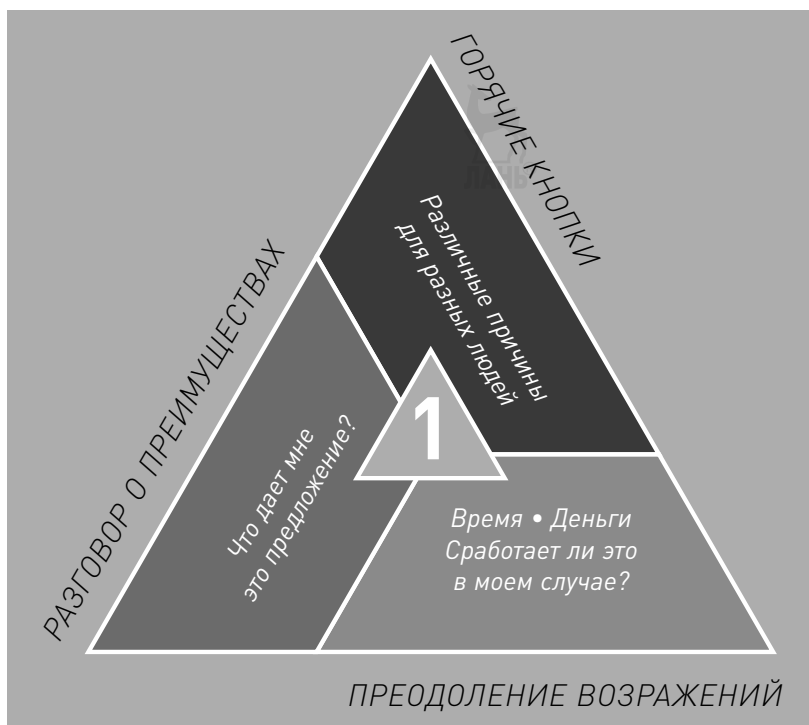 ГОРЯЧИЕ КНОПКИ
ЛАНЬ
Различные причины
для разных людей
РАЗГОВОР О ПРЕИМУЩЕСТВАХ
Что дает мне
это предложение?
1
Время • Деньги
Сработает ли это
в моем случае?
ПРЕОДОЛЕНИЕ ВОЗРАЖЕНИЙ